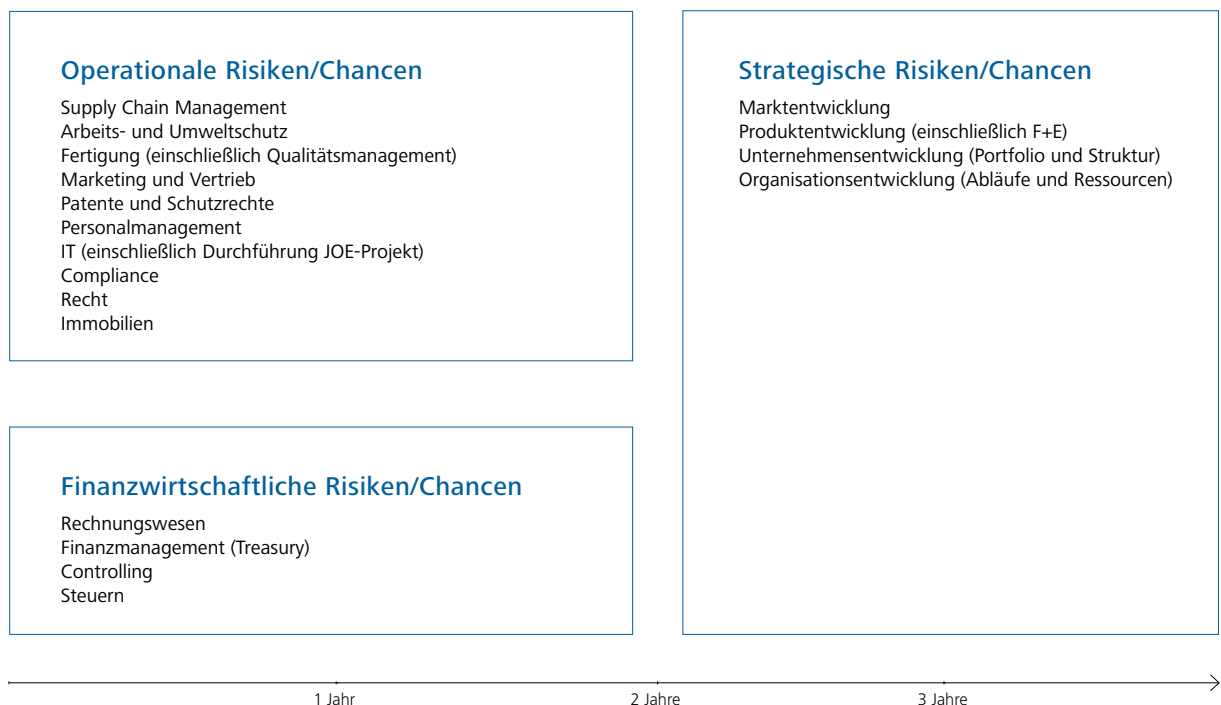 Operationale Risiken/Chancen
Supply Chain Management
Arbeits- und Umweltschutz
Fertigung (einschließlich Qualitätsmanagement)
Marketing und Vertrieb
Patente und Schutzrechte
Personalmanagement
IT (einschließlich Durchführung JOE-Projekt)
Compliance
Recht
Immobilien
Finanzwirtschaftliche Risiken/Chancen
Rechnungswesen
Finanzmanagement (Treasury)
Controlling
Steuern
Strategische Risiken/Chancen
Marktentwicklung
Produktentwicklung (einschließlich F+E)
Unternehmensentwicklung (Portfolio und Struktur)
Organisationsentwicklung (Abläufe und Ressourcen)
1 Jahr
2 Jahre
3 Jahre